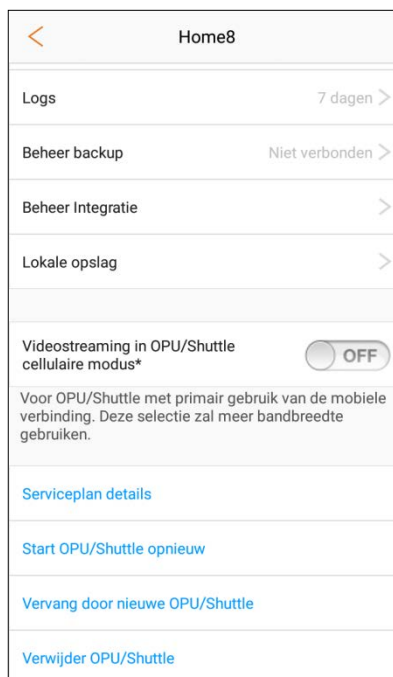 Home8
Logs 7 dagen
Beheer backup Niet verbonden
Beheer Integratie
Lokale opslag
Videostreaming in OPU/Shuttle
cellulaire modus* OFF
Voor OPU/Shuttle met primair gebruik van de mobiele
verbinding. Deze selectie zal meer bandbreedte
gebruiken.
Serviceplan details
Start OPU/Shuttle opnieuw
Vervang door nieuwe OPU/Shuttle
Verwijder OPU/Shuttle